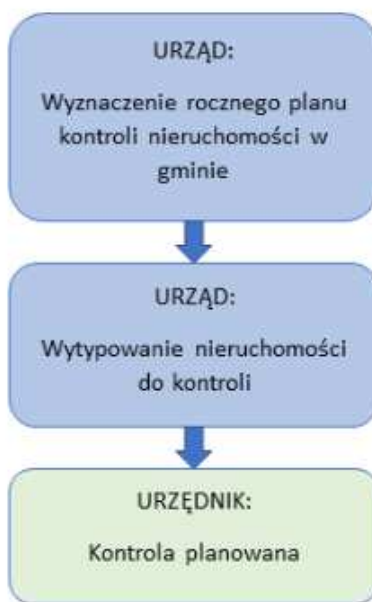 URZĄD:
Wyznaczenie rocznego planu
kontroli nieruchomości w
gminie
URZĄD:
Wytypowanie nieruchomości
do kontroli
URZĘDNIK:
Kontrola planowana